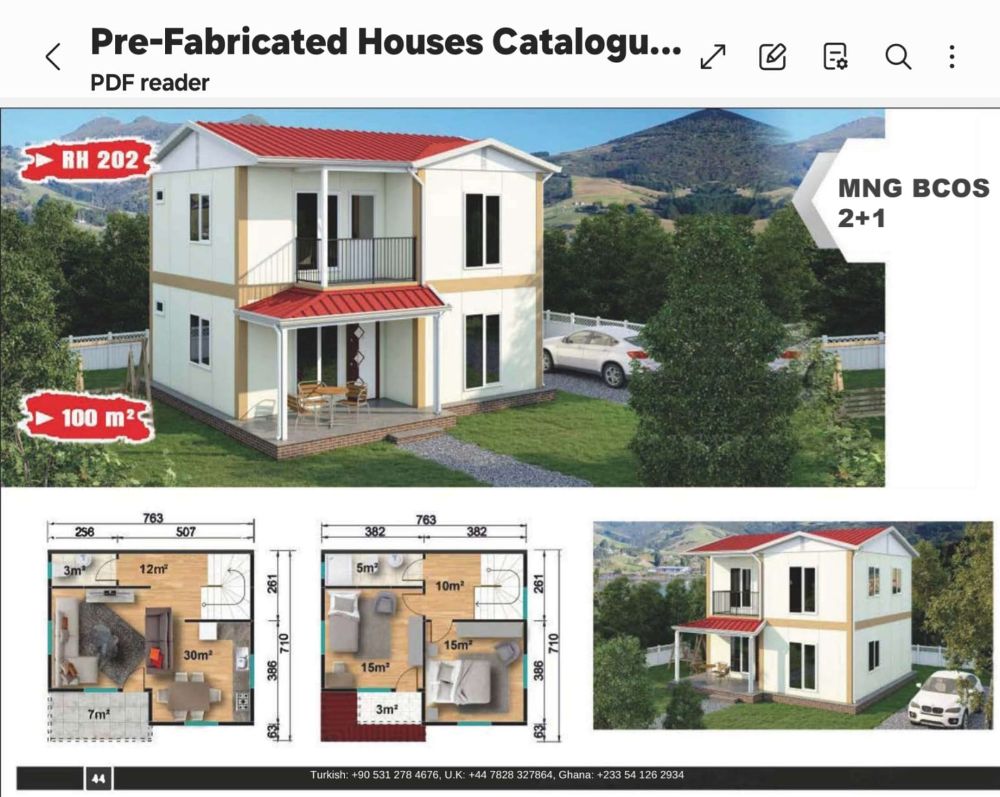 Pre-Fabricated Houses Catalogu...
PDF reader
RH 202
MNG BCOS
2+1
100 m²
763
256 507
3m²
12m²
30m²
7m²
261
386
63
710
763
382 382
5m²
10m²
15m²
15m²
3m²
261
386
63
710
44
Turkish: +90 531 278 4676, U.K: +44 7828 327864, Ghana: +233 54 126 2934